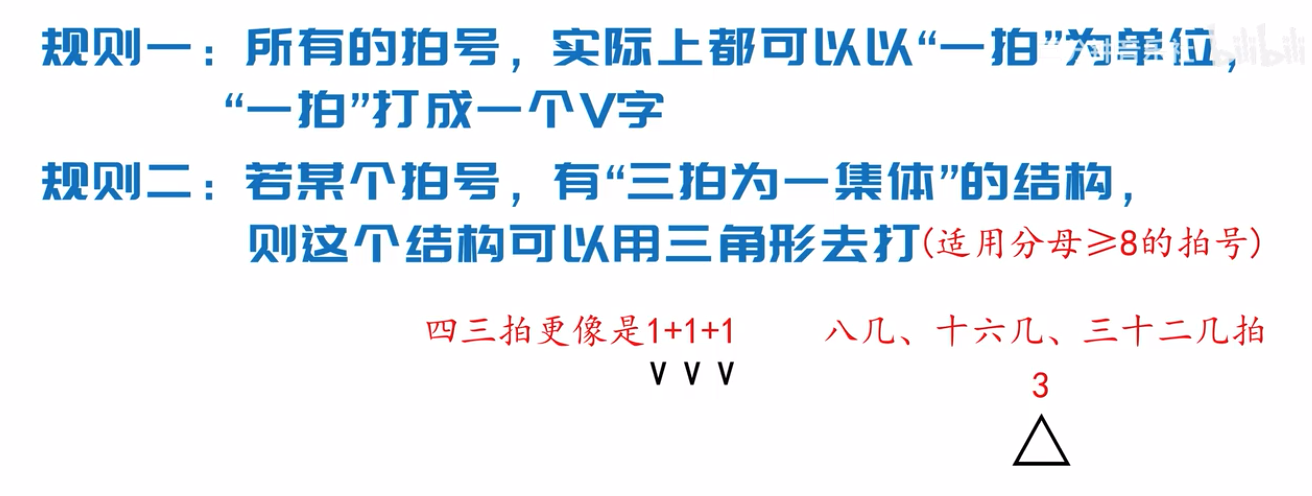 规则一：所有的拍号，实际上都可以以“一拍”为单位，
“一拍”打成一个V字
规则二：若某个拍号，有“三拍为一集体”的结构，
则这个结构可以用三角形去打(适用分母≥8的拍号)
四三拍更像是1+1+1 八几、十六几、三十二几拍
V V V
3
bilibili